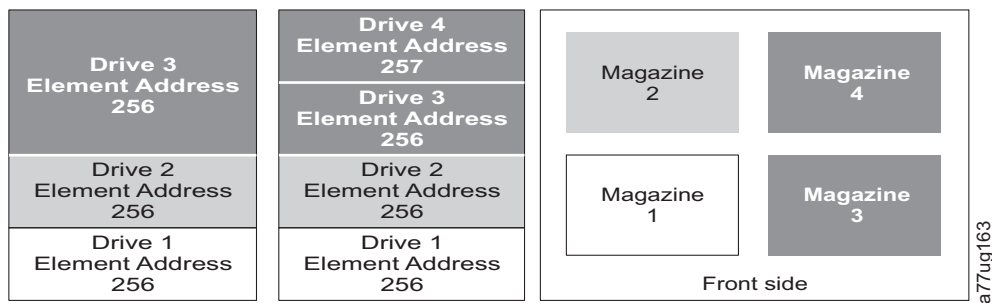 Drive 3
Element Address
256
Drive 2
Element Address
256
Drive 1
Element Address
256
Drive 4
Element Address
257
Drive 3
Element Address
256
Drive 2
Element Address
256
Drive 1
Element Address
256
Magazine
2
Magazine
4
Magazine
1
Magazine
3
Front side
a77ug163